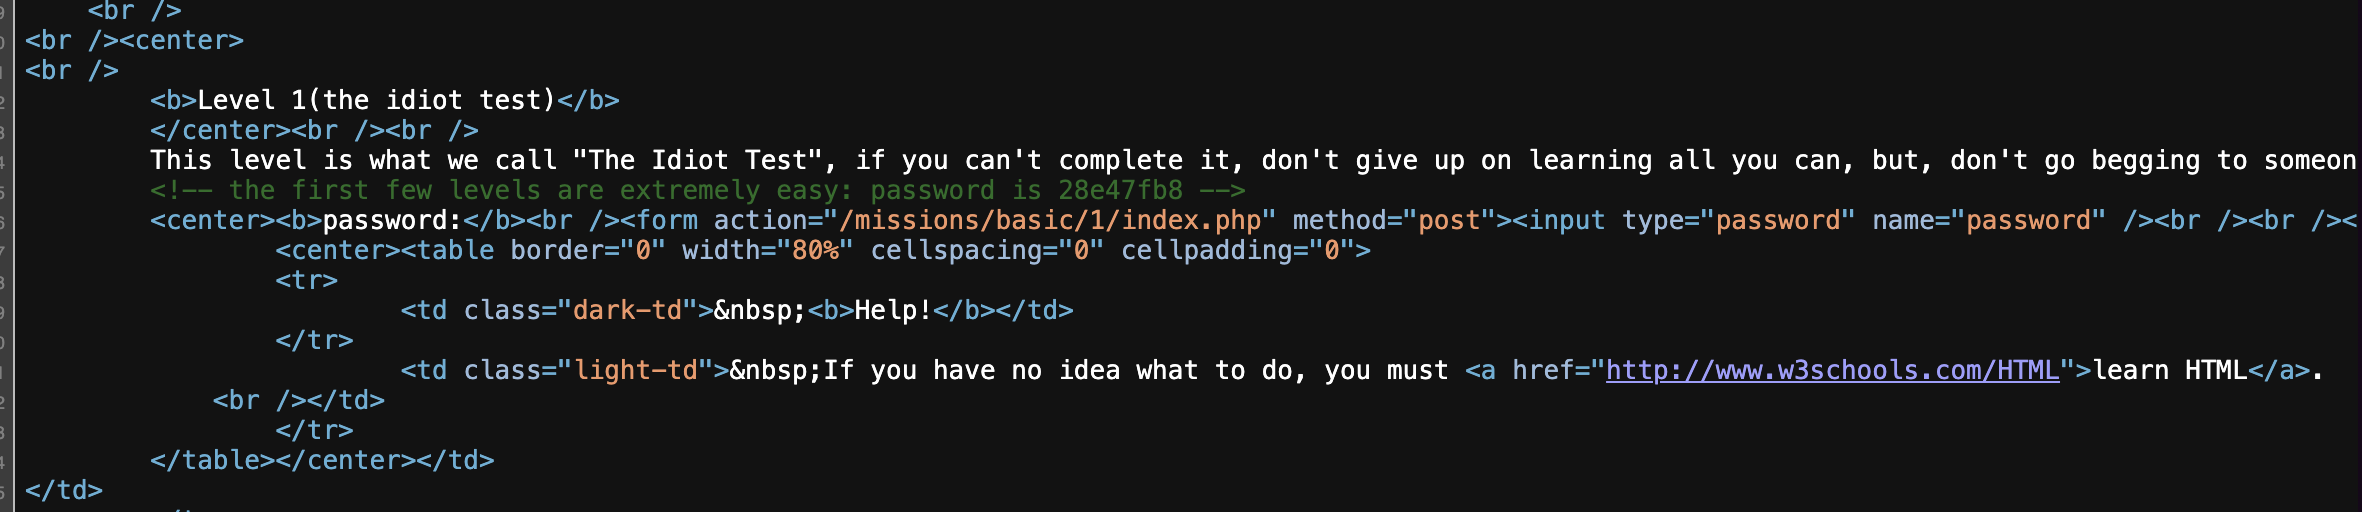 <br />
<br /><center>
<br />
<b>Level 1(the idiot test)</b>
</center><br /><br />
This level is what we call "The Idiot Test", if you can't complete it, don't give up on learning all you can, but, don't go begging to someon
<!-- the first few levels are extremely easy: password is 28e47fb8 -->
<center><b>password:</b><br /><form action="/missions/basic/1/index.php" method="post"><input type="password" name="password" /><br /><br /><
<center><table border="0" width="80%" cellspacing="0" cellpadding="0">
<tr>
<td class="dark-td">&nbsp;<b>Help!</b></td>
</tr>
<td class="light-td">&nbsp;If you have no idea what to do, you must <a href="http://www.w3schools.com/HTML">learn HTML</a>.
<br /></td>
</tr>
</table></center></td>
</td>